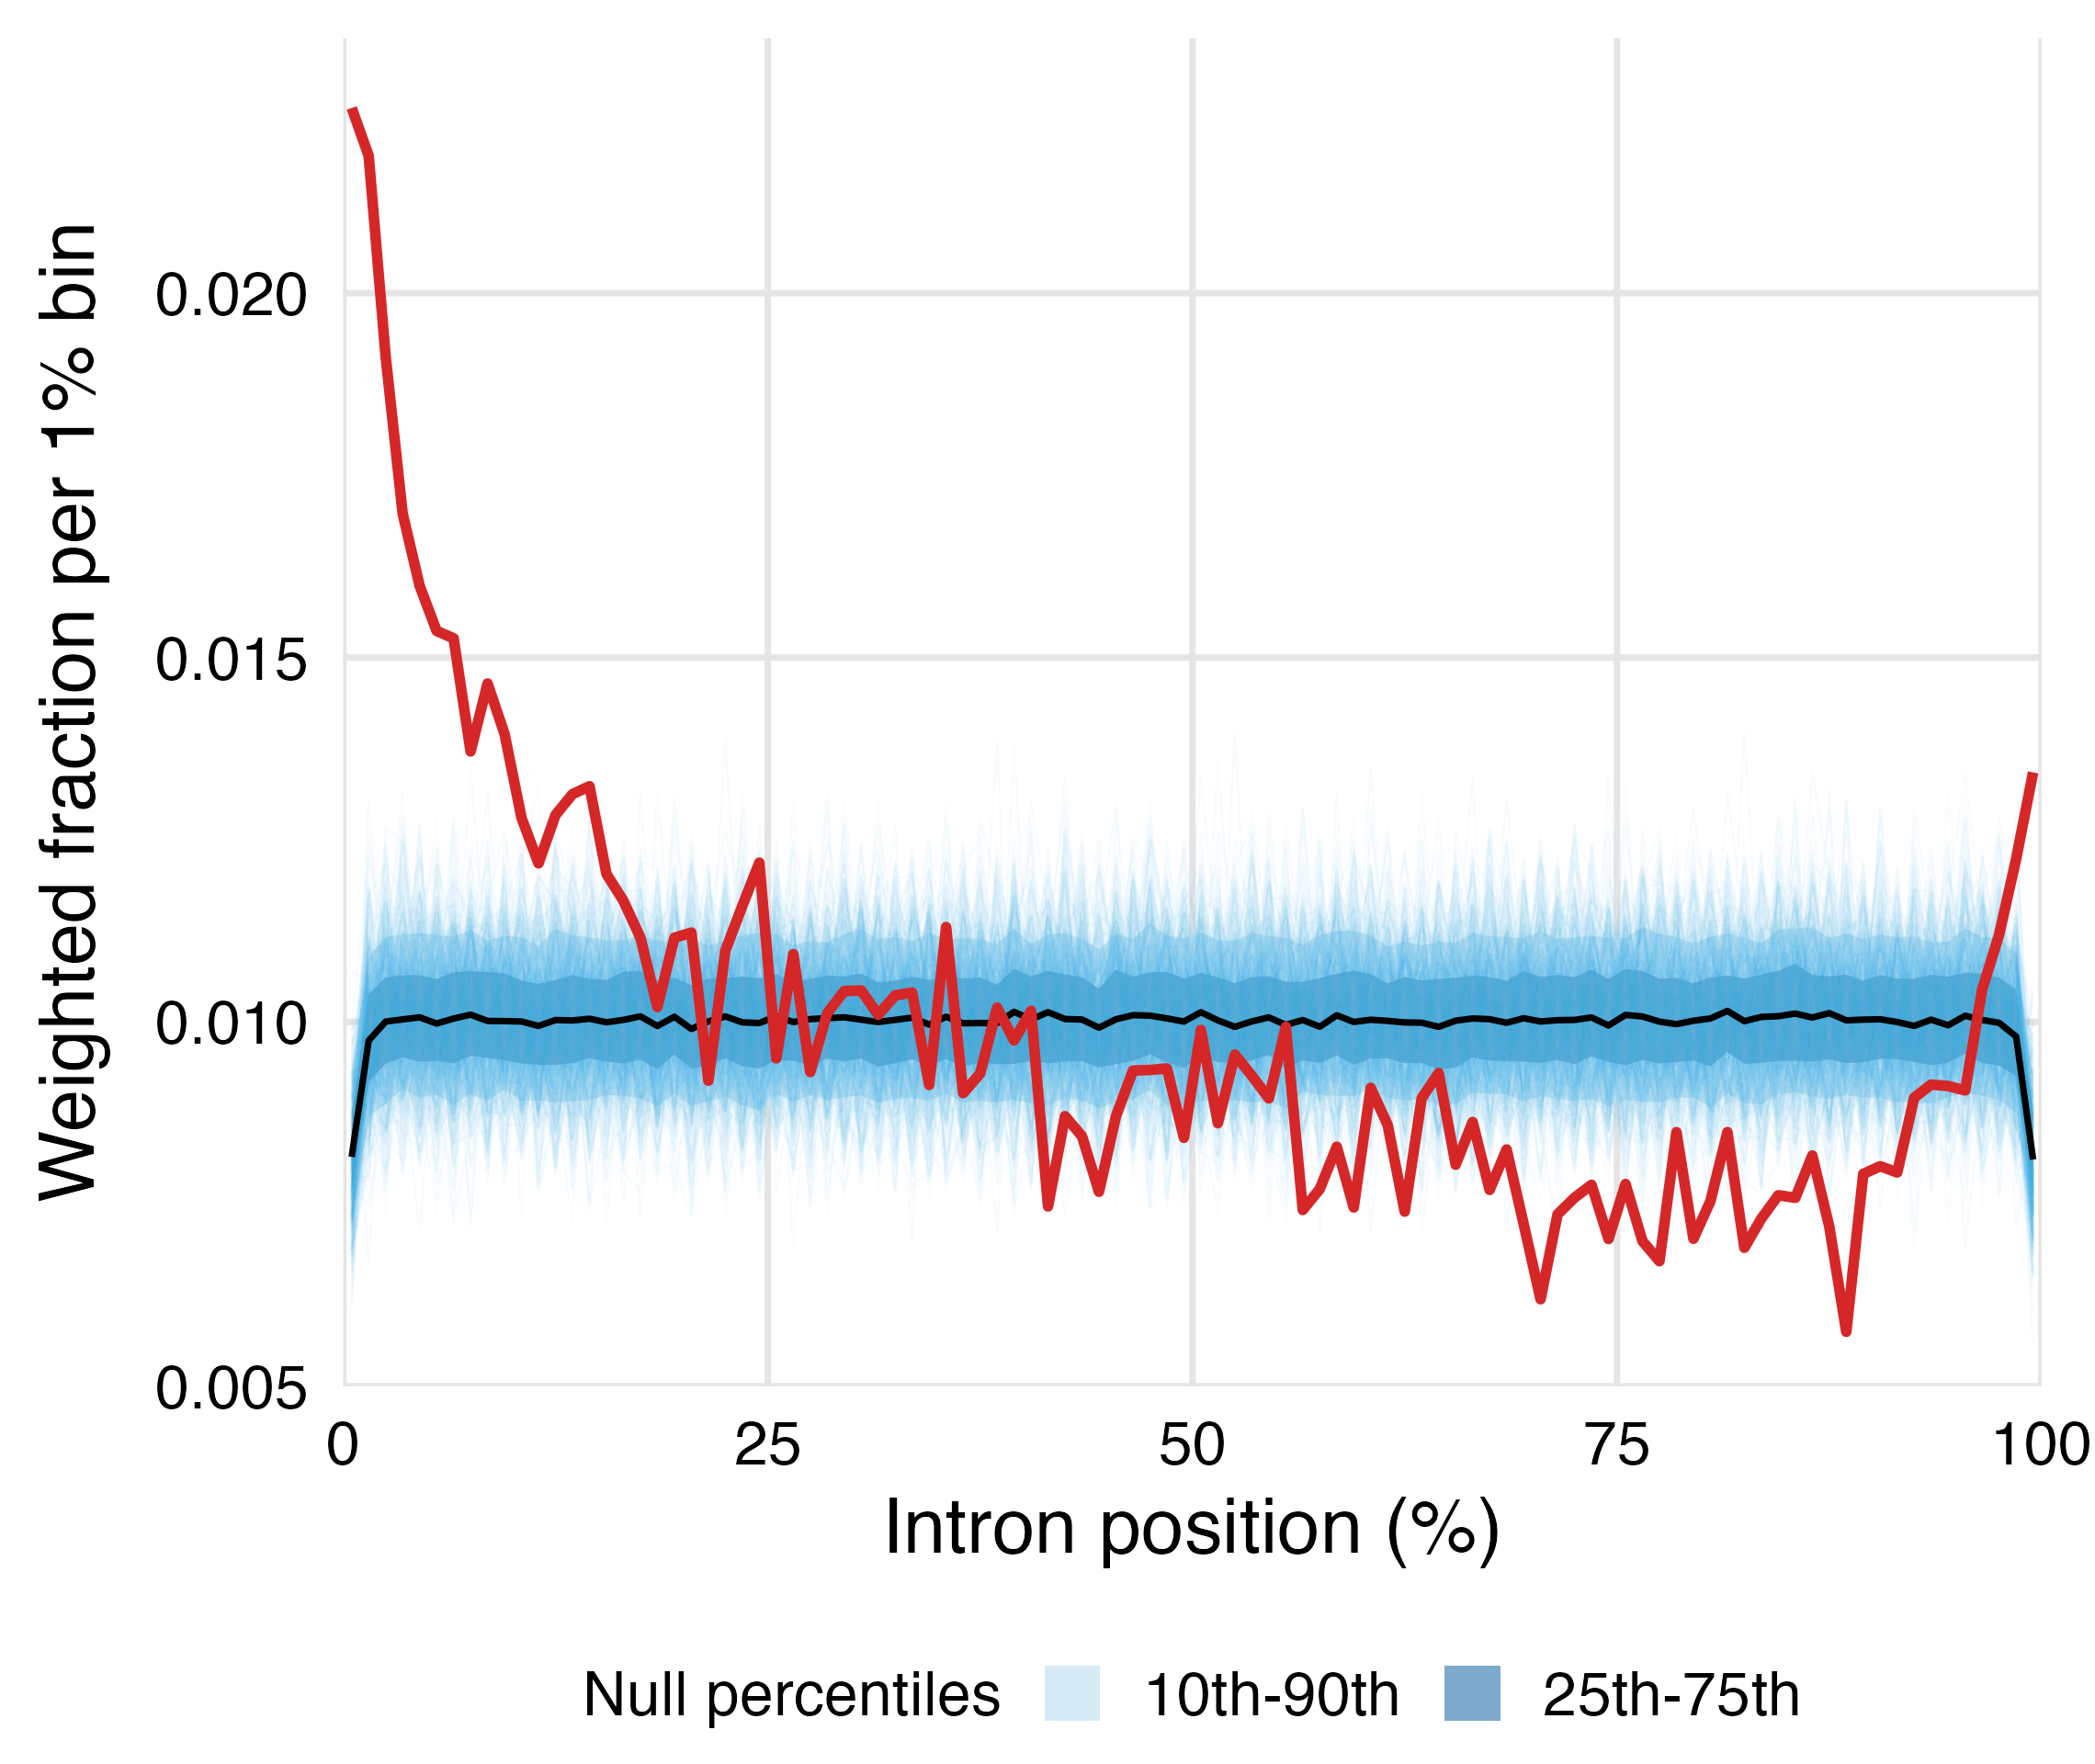 Weighted fraction per 1% bin
0.020
0.015
0.010
0.005
0 25 50 75 100
Intron position (%)
Null percentiles 10th-90th 25th-75th